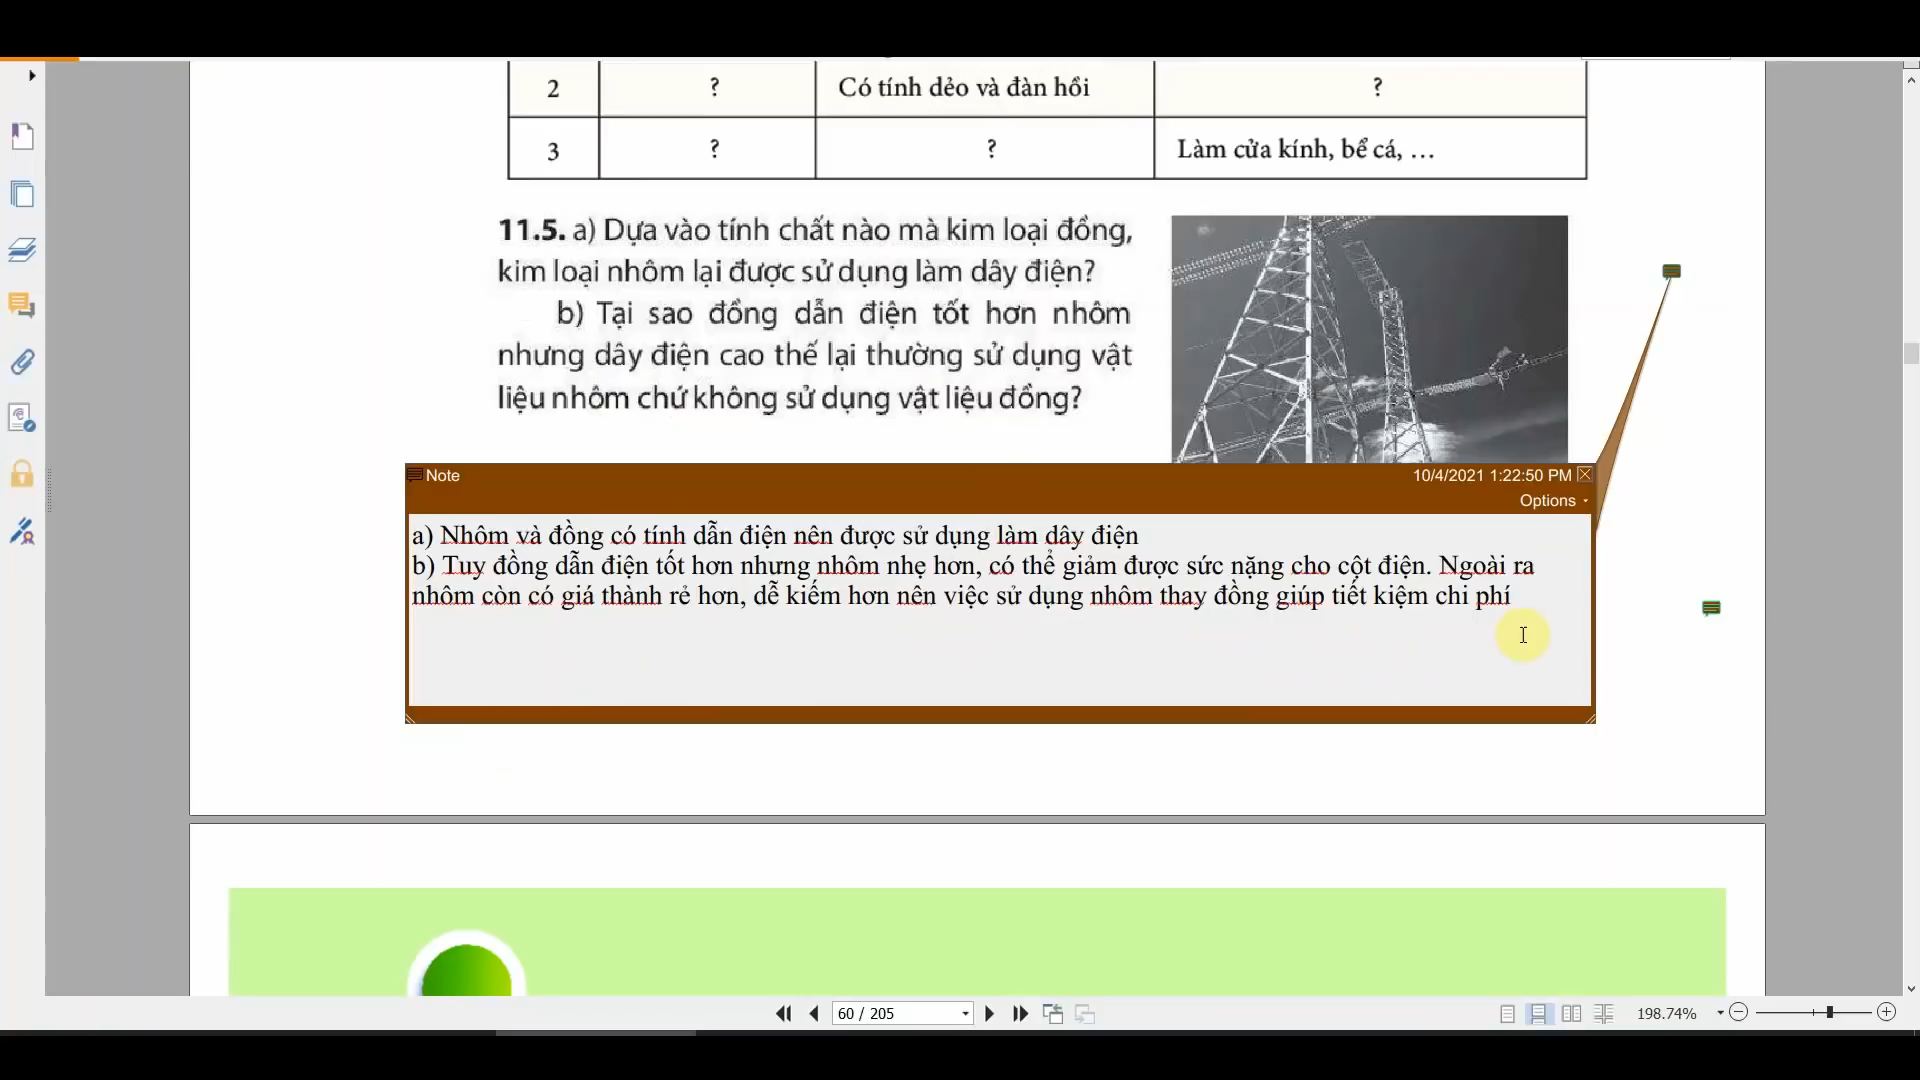 2 ? Có tính dẻo và đàn hồi ?
3 ? ? Làm cửa kính, bể cá, …
11.5. a) Dựa vào tính chất nào mà kim loại đồng,
kim loại nhôm lại được sử dụng làm dây điện?
b) Tại sao đồng dẫn điện tốt hơn nhôm
nhưng dây điện cao thế lại thường sử dụng vật
liệu nhôm chứ không sử dụng vật liệu đồng?
Note 10/4/2021 1:22:50 PM
Options
a) Nhôm và đồng có tính dẫn điện nên được sử dụng làm dây điện
b) Tuy đồng dẫn điện tốt hơn nhưng nhôm nhẹ hơn, có thể giảm được sức nặng cho cột điện. Ngoài ra
nhôm còn có giá thành rẻ hơn, dễ kiếm hơn nên việc sử dụng nhôm thay đồng giúp tiết kiệm chi phí
60 / 205 198.74%